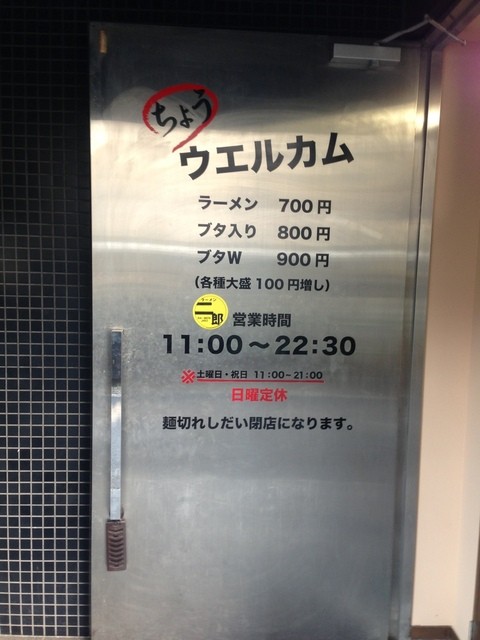 ちょう
ウエルカム
ラーメン 700円
ブタ入り 800円
ブタW 900円
(各種大盛100円増し)
ラーメン
二郎
営業時間
11:00～22:30
※土曜日・祝日 11:00~21:00
日曜定休
麺切れしだい閉店になります。